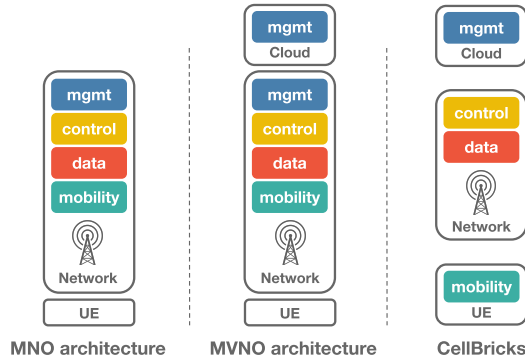 mgmt
control
data
mobility
Network
UE
MNO architecture
mgmt
Cloud
mgmt
control
data
mobility
Network
UE
MVNO architecture
mgmt
Cloud
control
data
Network
mobility
UE
CellBricks